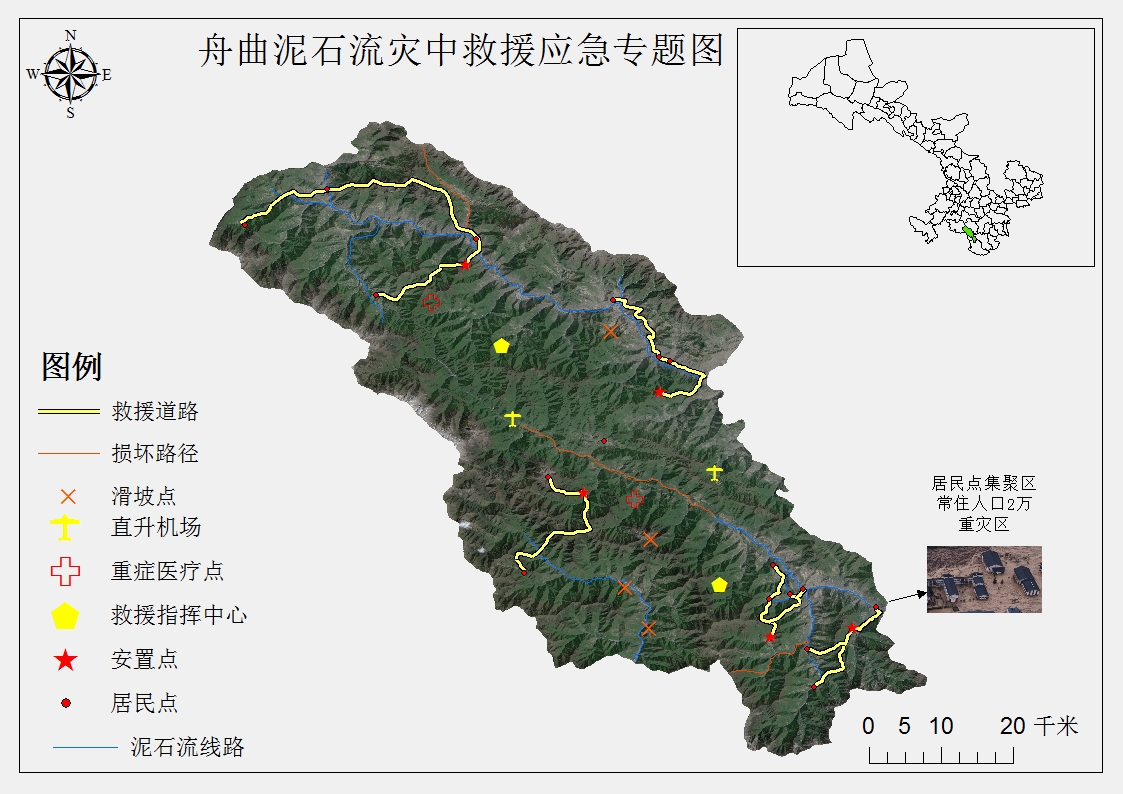 舟曲泥石流灾中救援应急专题图
N
W
E
S
图例
救援道路
损坏路径
滑坡点
直升机场
重症医疗点
救援指挥中心
安置点
居民点
泥石流线路
居民点集聚区
常住人口2万
重灾区
0 5 10 20 千米